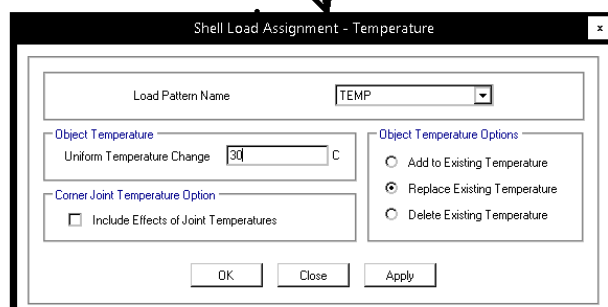 Shell Load Assignment - Temperature
x
Load Pattern Name
TEMP
Object Temperature
Uniform Temperature Change
30
C
Corner Joint Temperature Option
Include Effects of Joint Temperatures
Object Temperature Options
Add to Existing Temperature
Replace Existing Temperature
Delete Existing Temperature
OK
Close
Apply